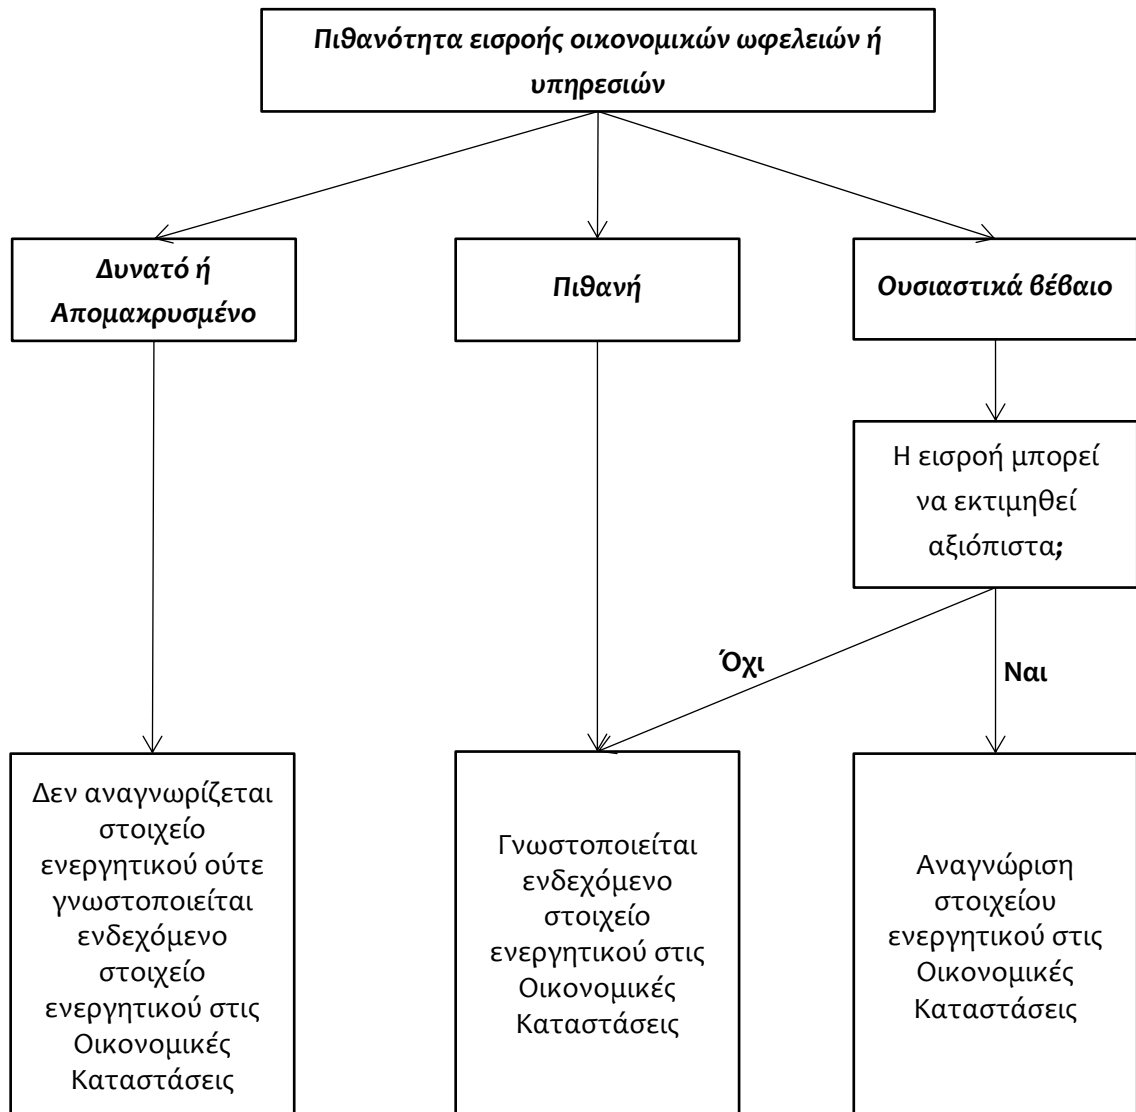 Πιθανότητα εισροής οικονομικών ωφελειών ή
υπηρεσιών
Δυνατό ή
Απομακρυσμένο
Πιθανή
Ουσιαστικά βέβαιο
Η εισροή μπορεί
να εκτιμηθεί
αξιόπιστα;
Όχι
Ναι
Δεν αναγνωρίζεται
στοιχείο
ενεργητικού ούτε
γνωστοποιείται
ενδεχόμενο
στοιχείο
ενεργητικού στις
Οικονομικές
Καταστάσεις
Γνωστοποιείται
ενδεχόμενο
στοιχείο
ενεργητικού στις
Οικονομικές
Καταστάσεις
Αναγνώριση
στοιχείου
ενεργητικού στις
Οικονομικές
Καταστάσεις